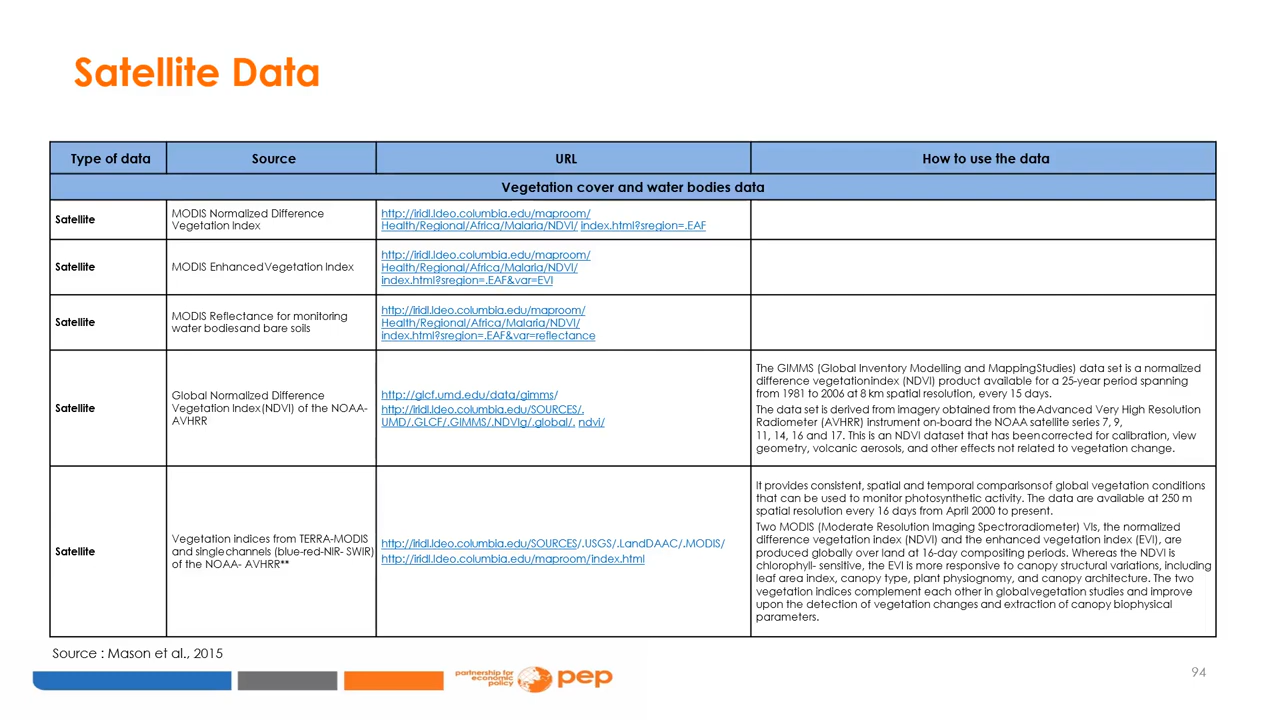 Satellite Data
Type of data
Source
URL
How to use the data
Vegetation cover and water bodies data
Satellite
MODIS Normalized Difference
Vegetation Index
http://iridl.ldeo.columbia.edu/maproom/
Health/Regional/Africa/Malaria/NDVI/ index.html?sregion=.EAF
Satellite
MODIS Enhanced Vegetation Index
http://iridl.ldeo.columbia.edu/maproom/
Health/Regional/Africa/Malaria/NDVI/
index.html?sregion=.EAF&var=EVI
Satellite
MODIS Reflectance for monitoring
water bodies and bare soils
http://iridl.ldeo.columbia.edu/maproom/
Health/Regional/Africa/Malaria/NDVI/
index.html?sregion=.EAF&var=reflectance
Satellite
Global Normalized Difference
Vegetation Index (NDVI) of the NOAA-
AVHRR
http://glcf.umd.edu/data/gimms/
http://iridl.ldeo.columbia.edu/SOURCES/.
UMD/.GLCF/.GIMMS/.NDVIg/.global/. ndvi/
The GIMMS (Global Inventory Modelling and Mapping Studies) data set is a normalized
difference vegetation index (NDVI) product available for a 25-year period spanning
from 1981 to 2006 at 8 km spatial resolution, every 15 days.
The data set is derived from imagery obtained from the Advanced Very High Resolution
Radiometer (AVHRR) instrument on-board the NOAA satellite series 7, 9,
11, 14, 16 and 17. This is an NDVI dataset that has been corrected for calibration, view
geometry, volcanic aerosols, and other effects not related to vegetation change.
Satellite
Vegetation indices from TERRA-MODIS
and single channels (blue-red-NIR- SWIR)
of the NOAA- AVHRR**
http://iridl.ldeo.columbia.edu/SOURCES/.USGS/.LandDAAC/.MODIS/
http://iridl.ldeo.columbia.edu/maproom/index.html
It provides consistent, spatial and temporal comparisons of global vegetation conditions
that can be used to monitor photosynthetic activity. The data are available at 250 m
spatial resolution every 16 days from April 2000 to present.
Two MODIS (Moderate Resolution Imaging Spectroradiometer) VIs, the normalized
difference vegetation index (NDVI) and the enhanced vegetation index (EVI), are
produced globally over land at 16-day compositing periods. Whereas the NDVI is
chlorophyll- sensitive, the EVI is more responsive to canopy structural variations, including
leaf area index, canopy type, plant physiognomy, and canopy architecture. The two
vegetation indices complement each other in global vegetation studies and improve
upon the detection of vegetation changes and extraction of canopy biophysical
parameters.
Source : Mason et al., 2015
partnership for
economic
policy
pep
94